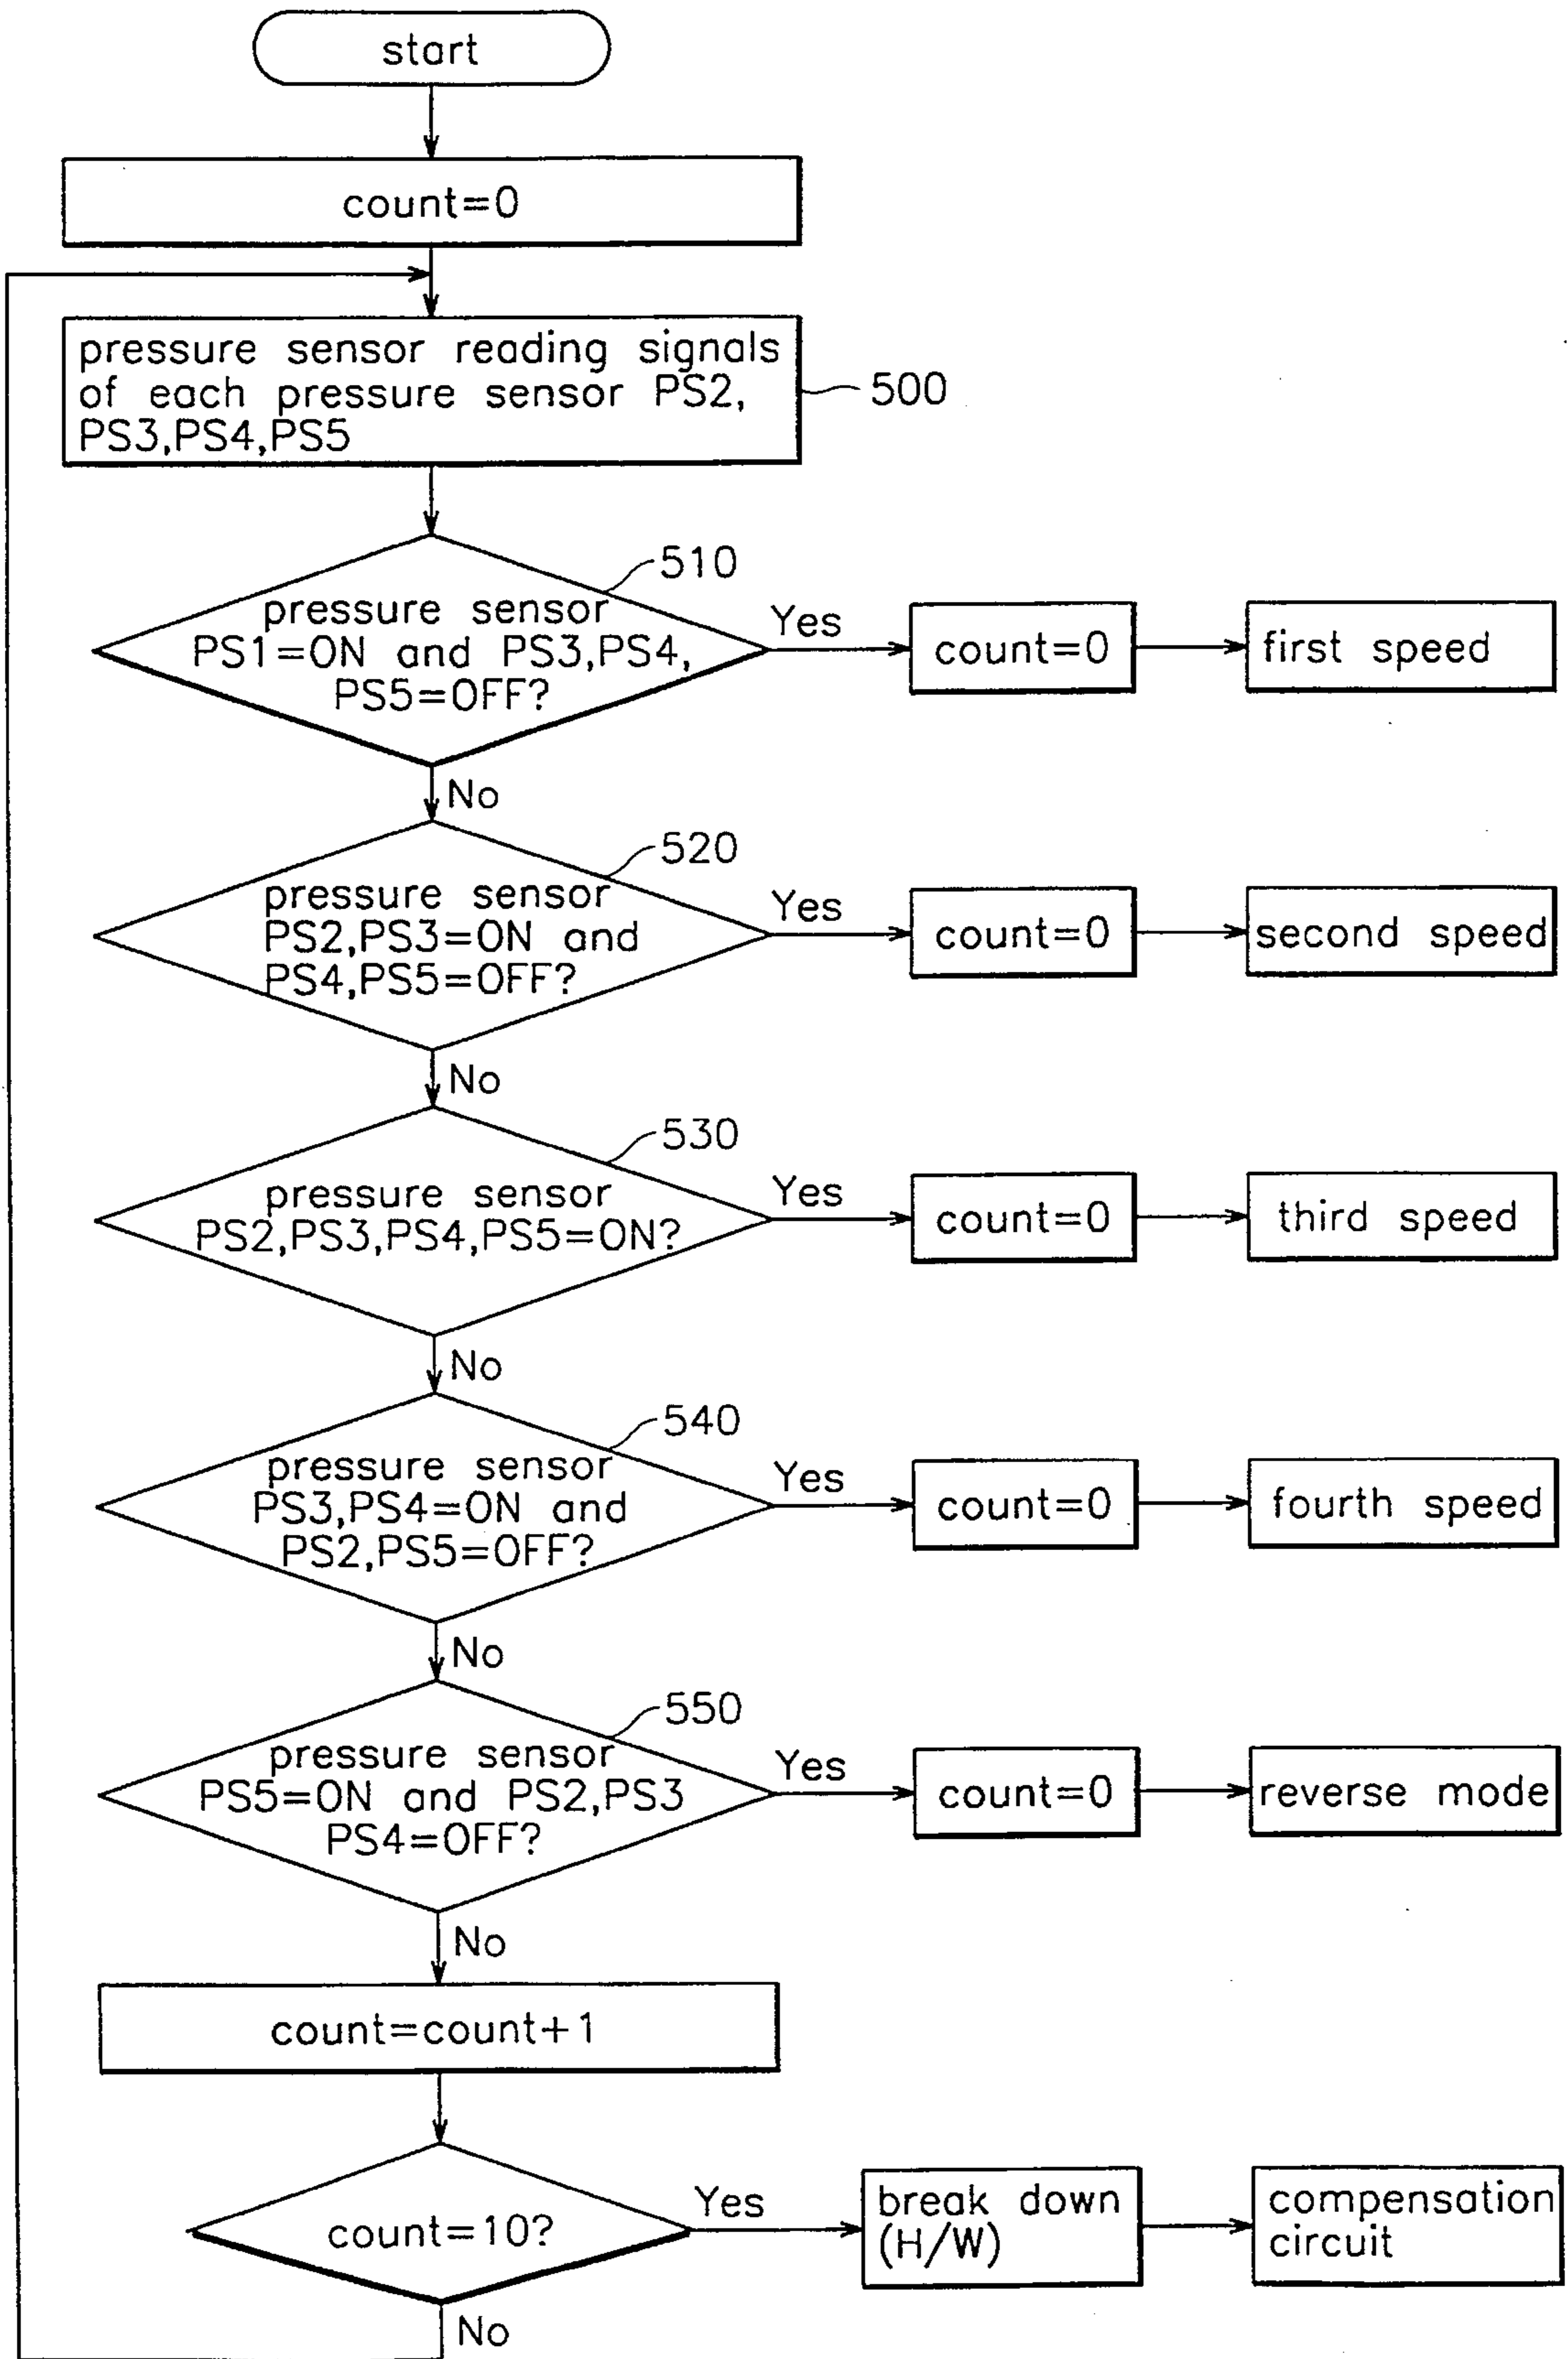 start
count=0
pressure sensor reading signals
of each pressure sensor PS2,
PS3,PS4,PS5
500
510
pressure sensor
PS1=ON and PS3,PS4,
PS5=OFF?
Yes
count=0
first speed
No
520
pressure sensor
PS2,PS3=ON and
PS4,PS5=OFF?
Yes
count=0
second speed
No
530
pressure sensor
PS2,PS3,PS4,PS5=ON?
Yes
count=0
third speed
No
540
pressure sensor
PS3,PS4=ON and
PS2,PS5=OFF?
Yes
count=0
fourth speed
No
550
pressure sensor
PS5=ON and PS2,PS3
PS4=OFF?
Yes
count=0
reverse mode
No
count=count+1
count=10?
Yes
break down
(H/W)
compensation
circuit
No